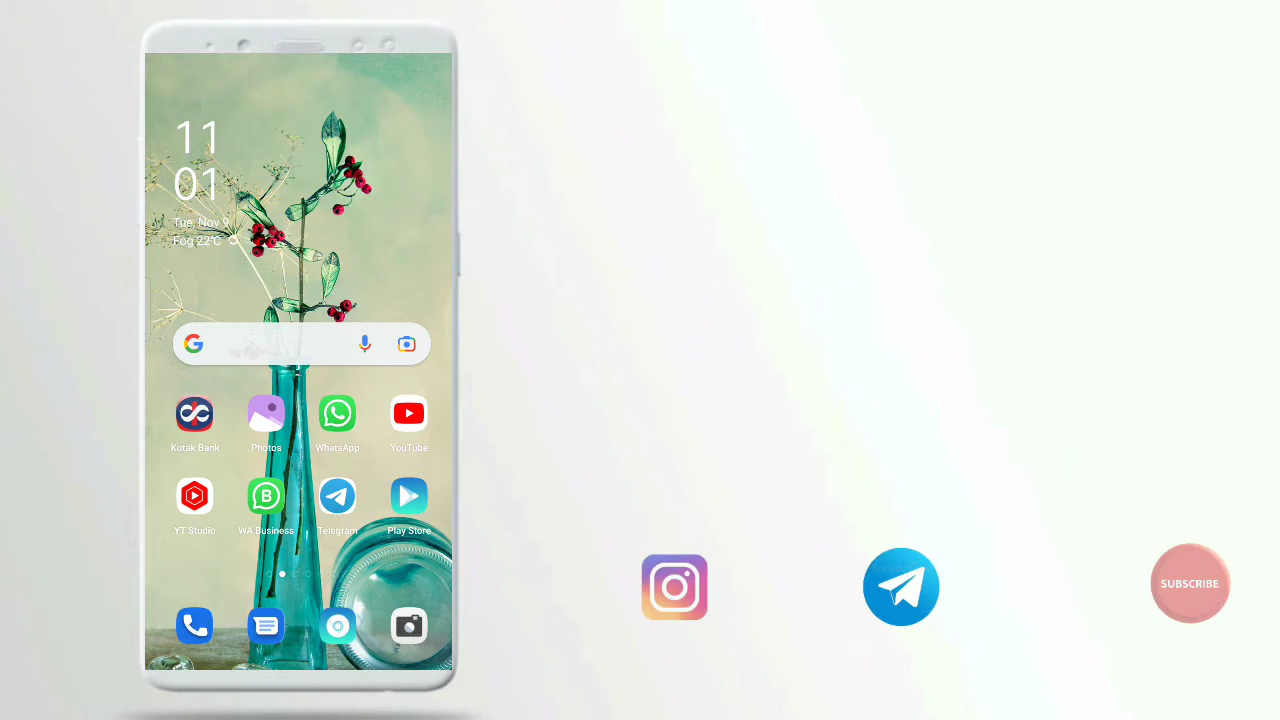 11
01
Tue, Nov 9
Fog 22°C
Kotak Bank
Photos
WhatsApp
YouTube
YT Studio
WA Business
Telegram
Play Store
SUBSCRIBE